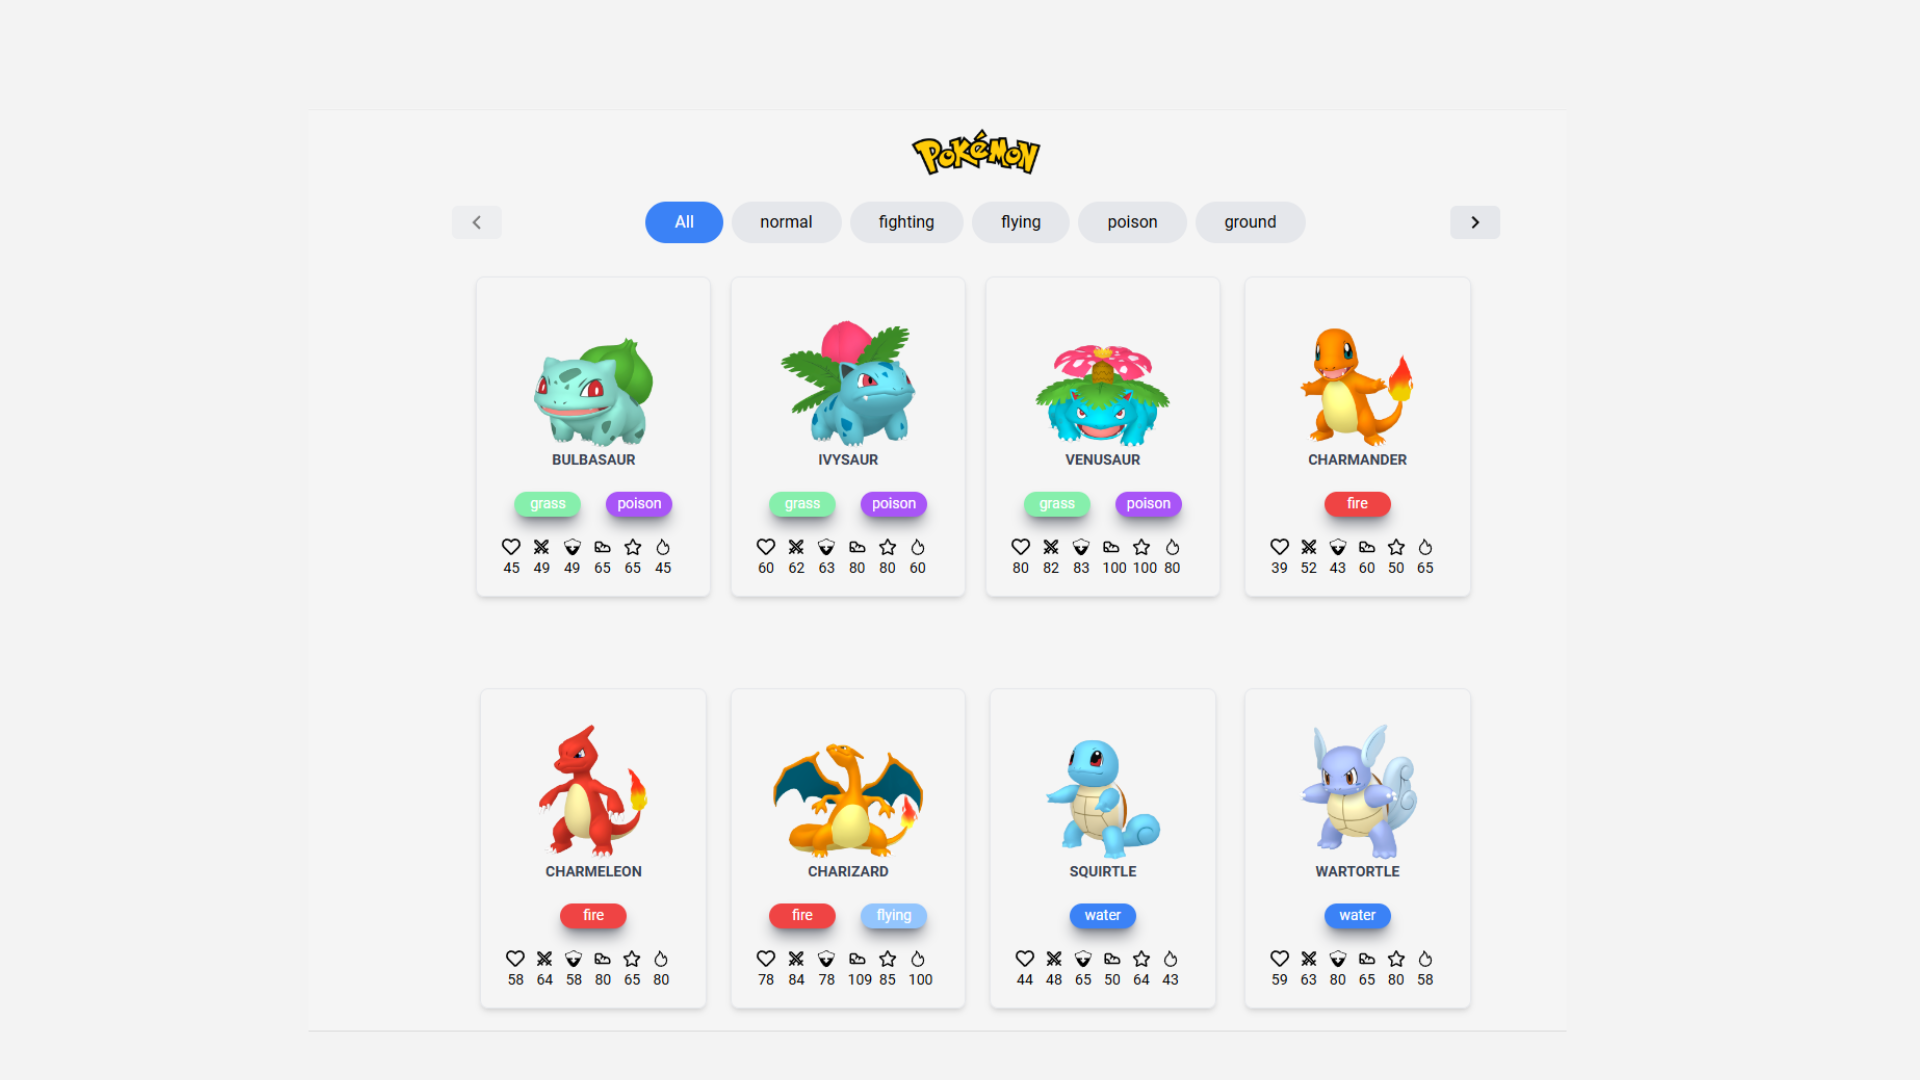 Pokémon
All normal fighting flying poison ground
BULBASAUR IVYSAUR VENUSAUR CHARMANDER
grass poison grass poison grass poison fire
45 49 49 65 65 45 60 62 63 80 80 60 80 82 83 100 100 80 39 52 43 60 50 65
CHARMELEON CHARIZARD SQUIRTLE WARTORTLE
fire fire flying water water
58 64 58 80 65 80 78 84 78 109 85 100 44 48 65 50 64 43 59 63 80 65 80 58